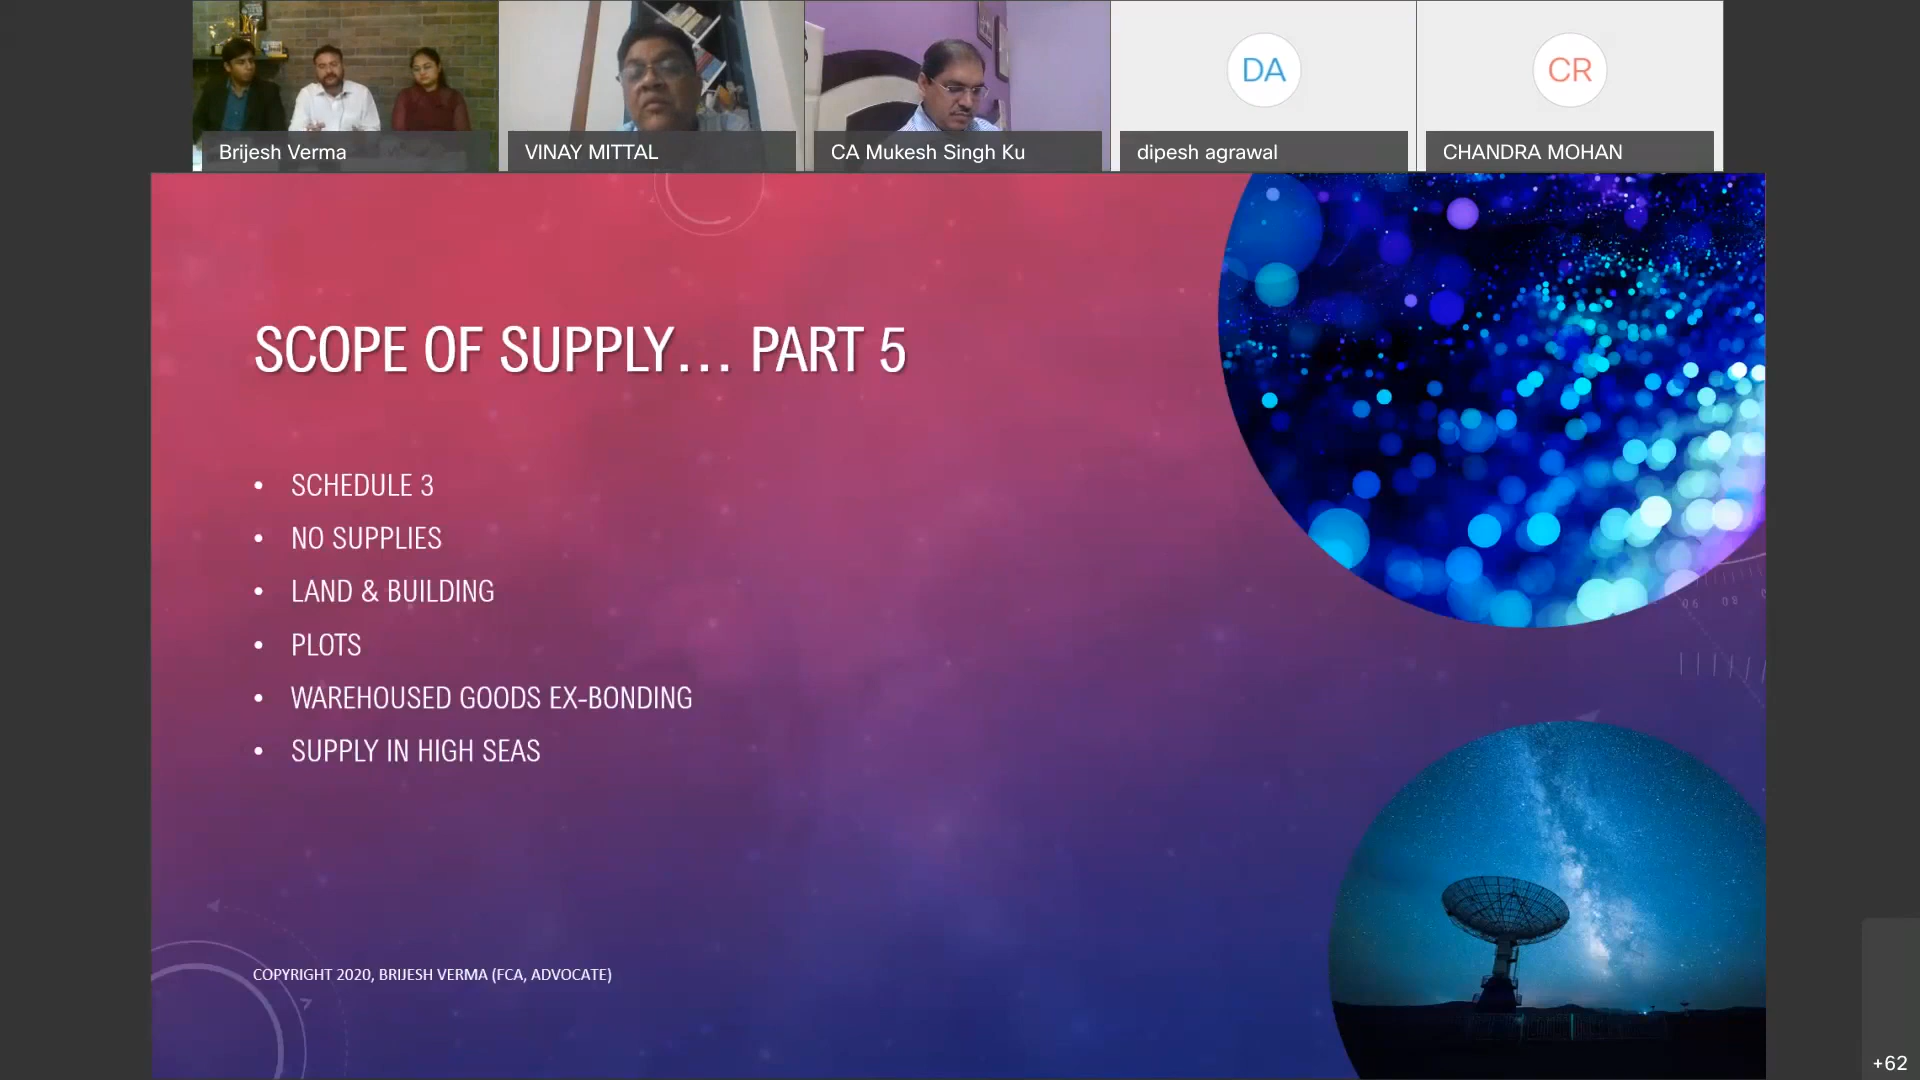 Brijesh Verma
VINAY MITTAL
CA Mukesh Singh Ku
DA
dipesh agrawal
CR
CHANDRA MOHAN
SCOPE OF SUPPLY... PART 5
• SCHEDULE 3
• NO SUPPLIES
• LAND & BUILDING
• PLOTS
• WAREHOUSED GOODS EX-BONDING
• SUPPLY IN HIGH SEAS
06 09
COPYRIGHT 2020, BRIJESH VERMA (FCA, ADVOCATE)
+62